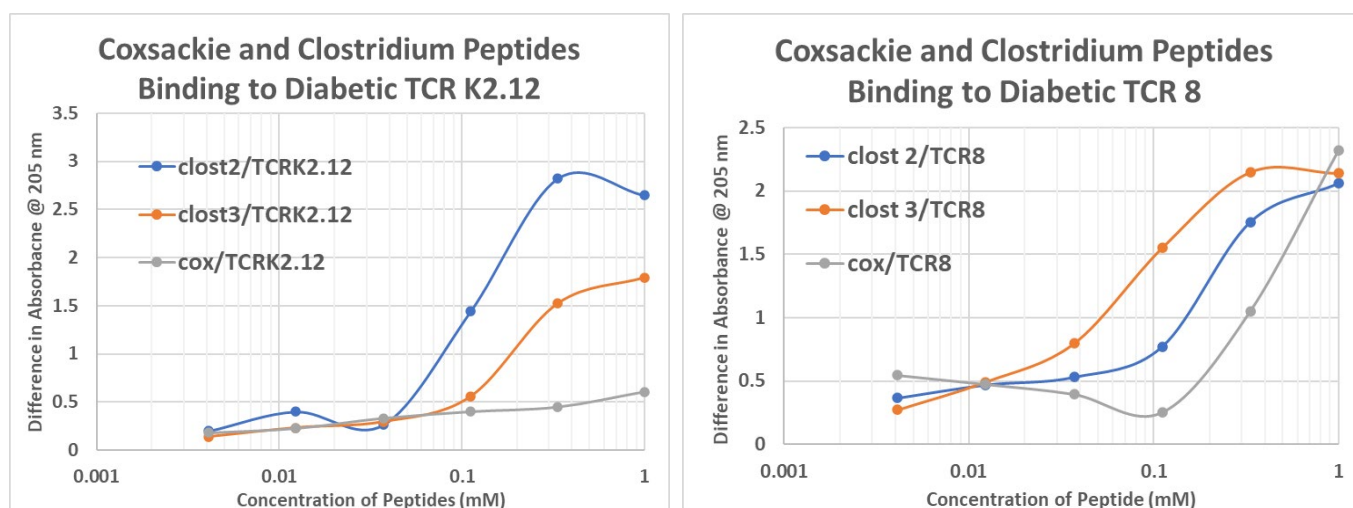 Coxsackie and Clostridium Peptides
Binding to Diabetic TCR K2.12
3.5
3
2.5
2
1.5
1
0.5
0
clost2/TCRK2.12
clost3/TCRK2.12
cox/TCRK2.12
Difference in Absorbacne @ 205 nm
0.001
0.01
0.1
1
Concentration of Peptides (mM)
Coxsackie and Clostridium Peptides
Binding to Diabetic TCR 8
2.5
2
1.5
1
0.5
0
clost 2/TCR8
clost 3/TCR8
cox/TCR8
Difference in Absorbance @ 205 nm
0.001
0.01
0.1
1
Concentration of Peptide (mM)